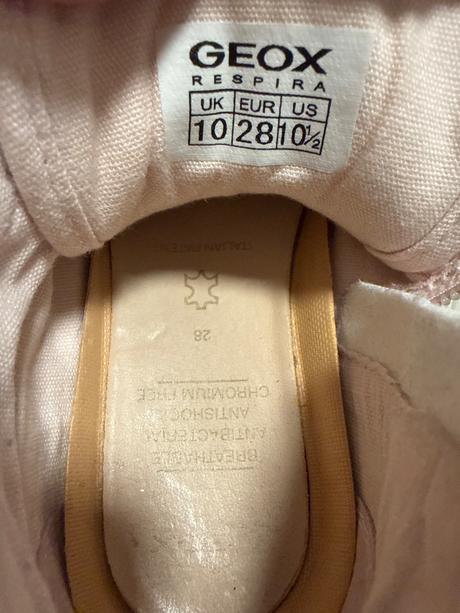 GEOX
RESPIRA
UK EUR US
10 28 10½
ITALIAN PATENT
28
BREATHABLE
ANTIBACTERIAL
ANTISHOCK
CHROMIUM FREE